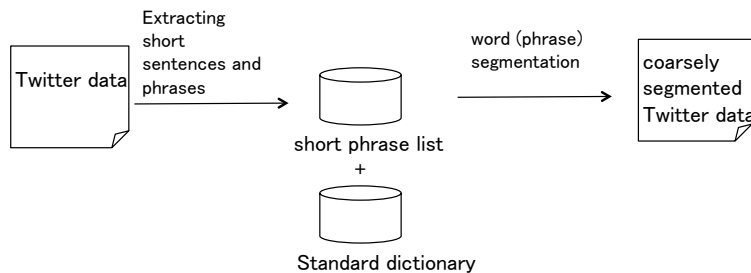 Twitter data
Extracting
short
sentences and
phrases
short phrase list
+
Standard dictionary
word (phrase)
segmentation
coarsely
segmented
Twitter data